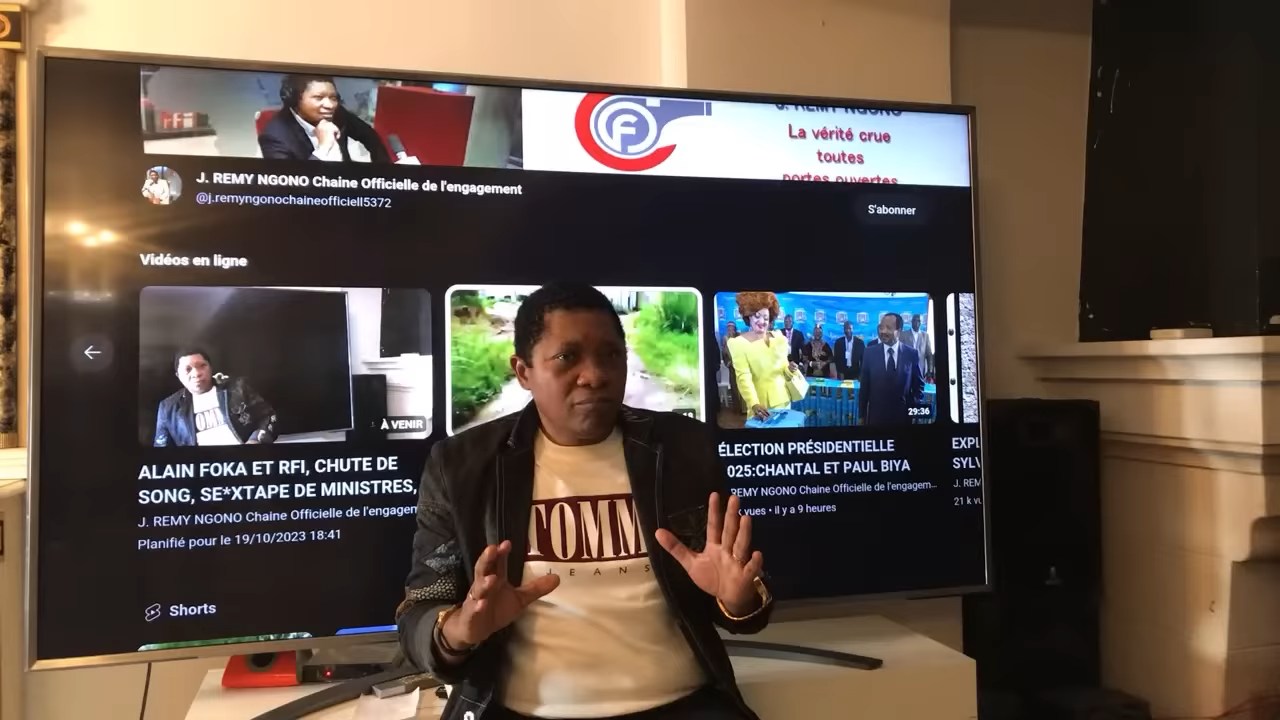 J. REMY NGONO
La vérité crue
toutes
portes ouvertes
J. REMY NGONO Chaine Officielle de l'engagement
@j.remyngonochaineofficiell5372
S'abonner
Vidéos en ligne
À VENIR
29:36
ALAIN FOKA ET RFI, CHUTE DE
SONG, SE*XTAPE DE MINISTRES,
J. REMY NGONO Chaine Officielle de l'engagem
Planifié pour le 19/10/2023 18:41
ÉLECTION PRÉSIDENTIELLE
025:CHANTAL ET PAUL BIYA
REMY NGONO Chaine Officielle de l'engagem...
k vues • il y a 9 heures
EXPL
SYLV
J. REM
21 k vu
TOMM
JEANS
Shorts